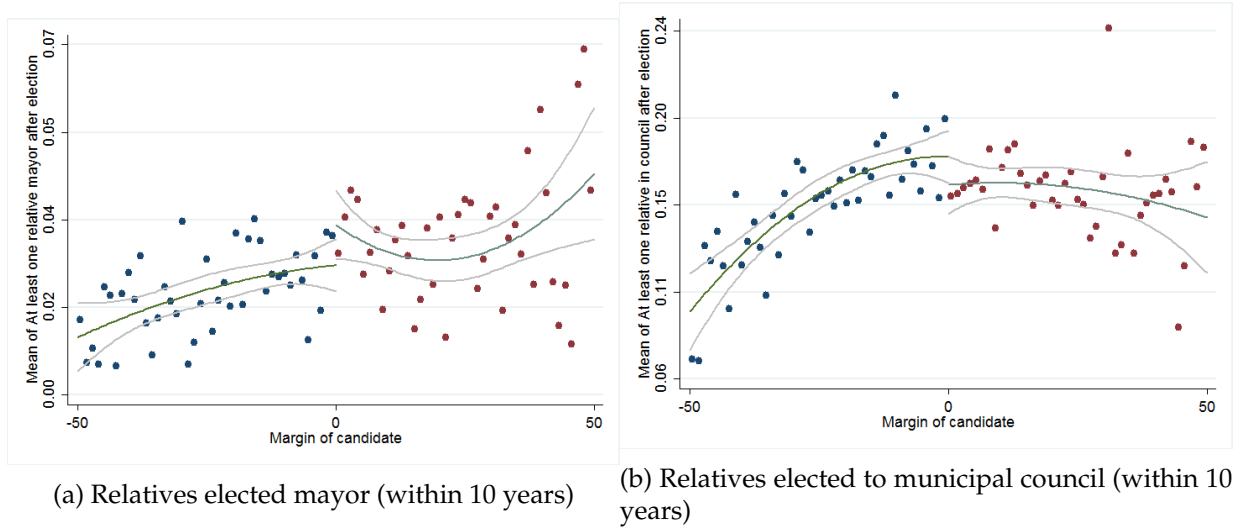 Mean of At least one relative mayor after election
0.07
0.05
0.04
0.02
0.00
-50
0
50
Margin of candidate
(a) Relatives elected mayor (within 10 years)
Mean of At least one relative in council after election
0.24
0.20
0.15
0.11
0.06
-50
0
50
Margin of candidate
(b) Relatives elected to municipal council (within 10
years)